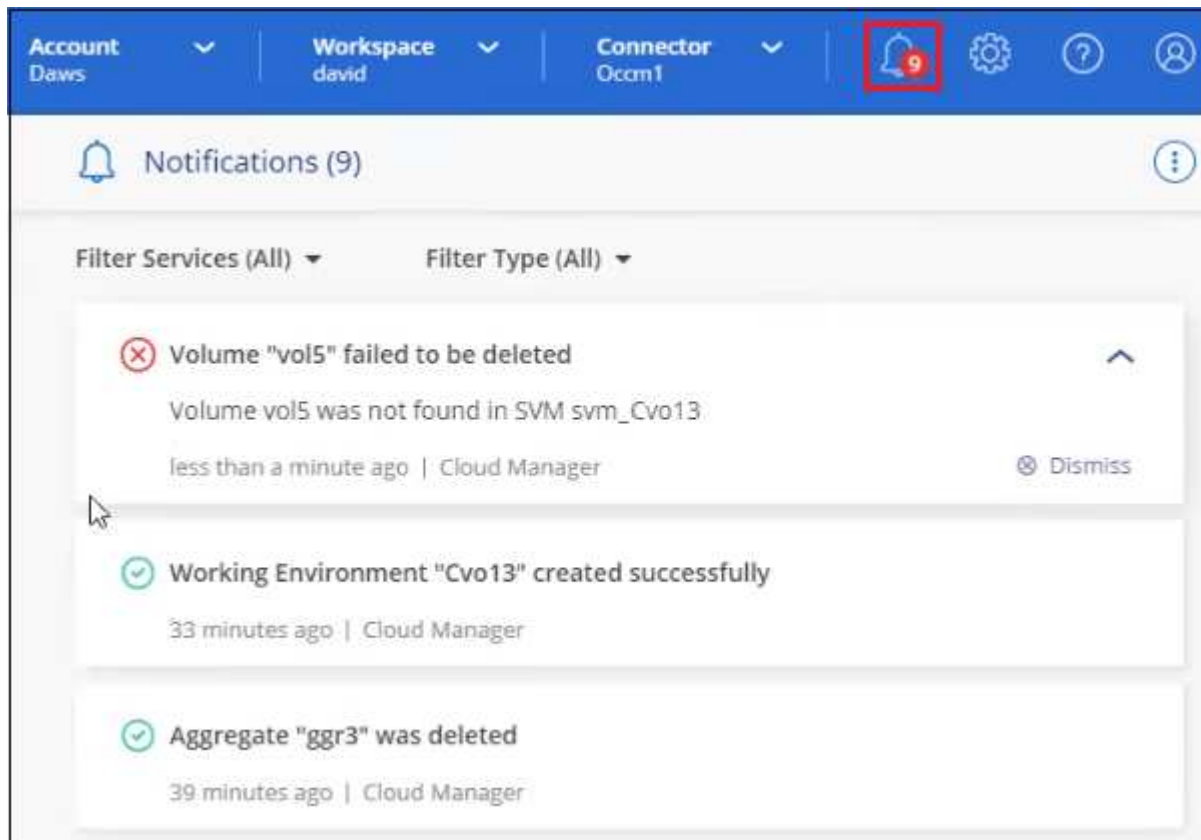 Account
Daws
Workspace
david
Connector
Occm1
9
Notifications (9)
Filter Services (All)
Filter Type (All)
Volume "vol5" failed to be deleted
Volume vol5 was not found in SVM svm_Cvo13
less than a minute ago | Cloud Manager
Dismiss
Working Environment "Cvo13" created successfully
33 minutes ago | Cloud Manager
Aggregate "ggr3" was deleted
39 minutes ago | Cloud Manager